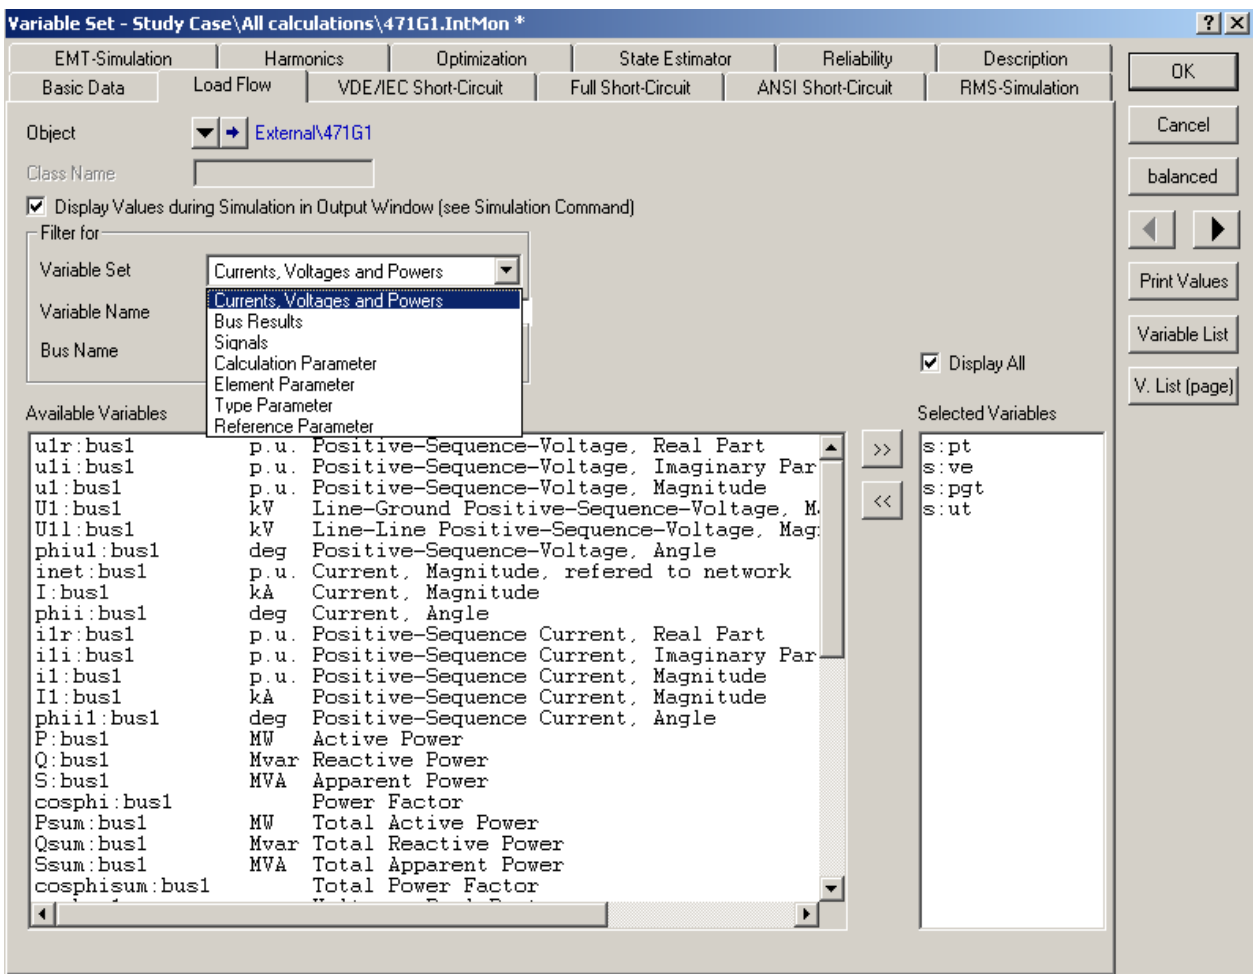 Variable Set - Study Case\All calculations\471G1.IntMon *
EMT-Simulation Harmonics Optimization State Estimator Reliability Description
Basic Data Load Flow VDE/IEC Short-Circuit Full Short-Circuit ANSI Short-Circuit RMS-Simulation
OK
Cancel
balanced
Print Values
Variable List
V. List (page)
Object External\471G1
Class Name
Display Values during Simulation in Output Window (see Simulation Command)
Filter for
Variable Set Currents, Voltages and Powers
Variable Name
Bus Name
Currents, Voltages and Powers
Bus Results
Signals
Calculation Parameter
Element Parameter
Type Parameter
Reference Parameter
Display All
Available Variables
u1r:bus1 p.u. Positive-Sequence-Voltage, Real Part
u1i:bus1 p.u. Positive-Sequence-Voltage, Imaginary Par
u1:bus1 p.u. Positive-Sequence-Voltage, Magnitude
U1:bus1 kV Line-Ground Positive-Sequence-Voltage, M
U1l:bus1 kV Line-Line Positive-Sequence-Voltage, Mag
phiu1:bus1 deg Positive-Sequence-Voltage, Angle
inet:bus1 p.u. Current, Magnitude, refered to network
I:bus1 kA Current, Magnitude
phii:bus1 deg Current, Angle
i1r:bus1 p.u. Positive-Sequence Current, Real Part
i1i:bus1 p.u. Positive-Sequence Current, Imaginary Par
i1:bus1 p.u. Positive-Sequence Current, Magnitude
I1:bus1 kA Positive-Sequence Current, Magnitude
phii1:bus1 deg Positive-Sequence Current, Angle
P:bus1 MW Active Power
Q:bus1 Mvar Reactive Power
S:bus1 MVA Apparent Power
cosphi:bus1 Power Factor
Psum:bus1 MW Total Active Power
Qsum:bus1 Mvar Total Reactive Power
Ssum:bus1 MVA Total Apparent Power
cosphisum:bus1 Total Power Factor
>>
<<
Selected Variables
s:pt
s:ve
s:pgt
s:ut